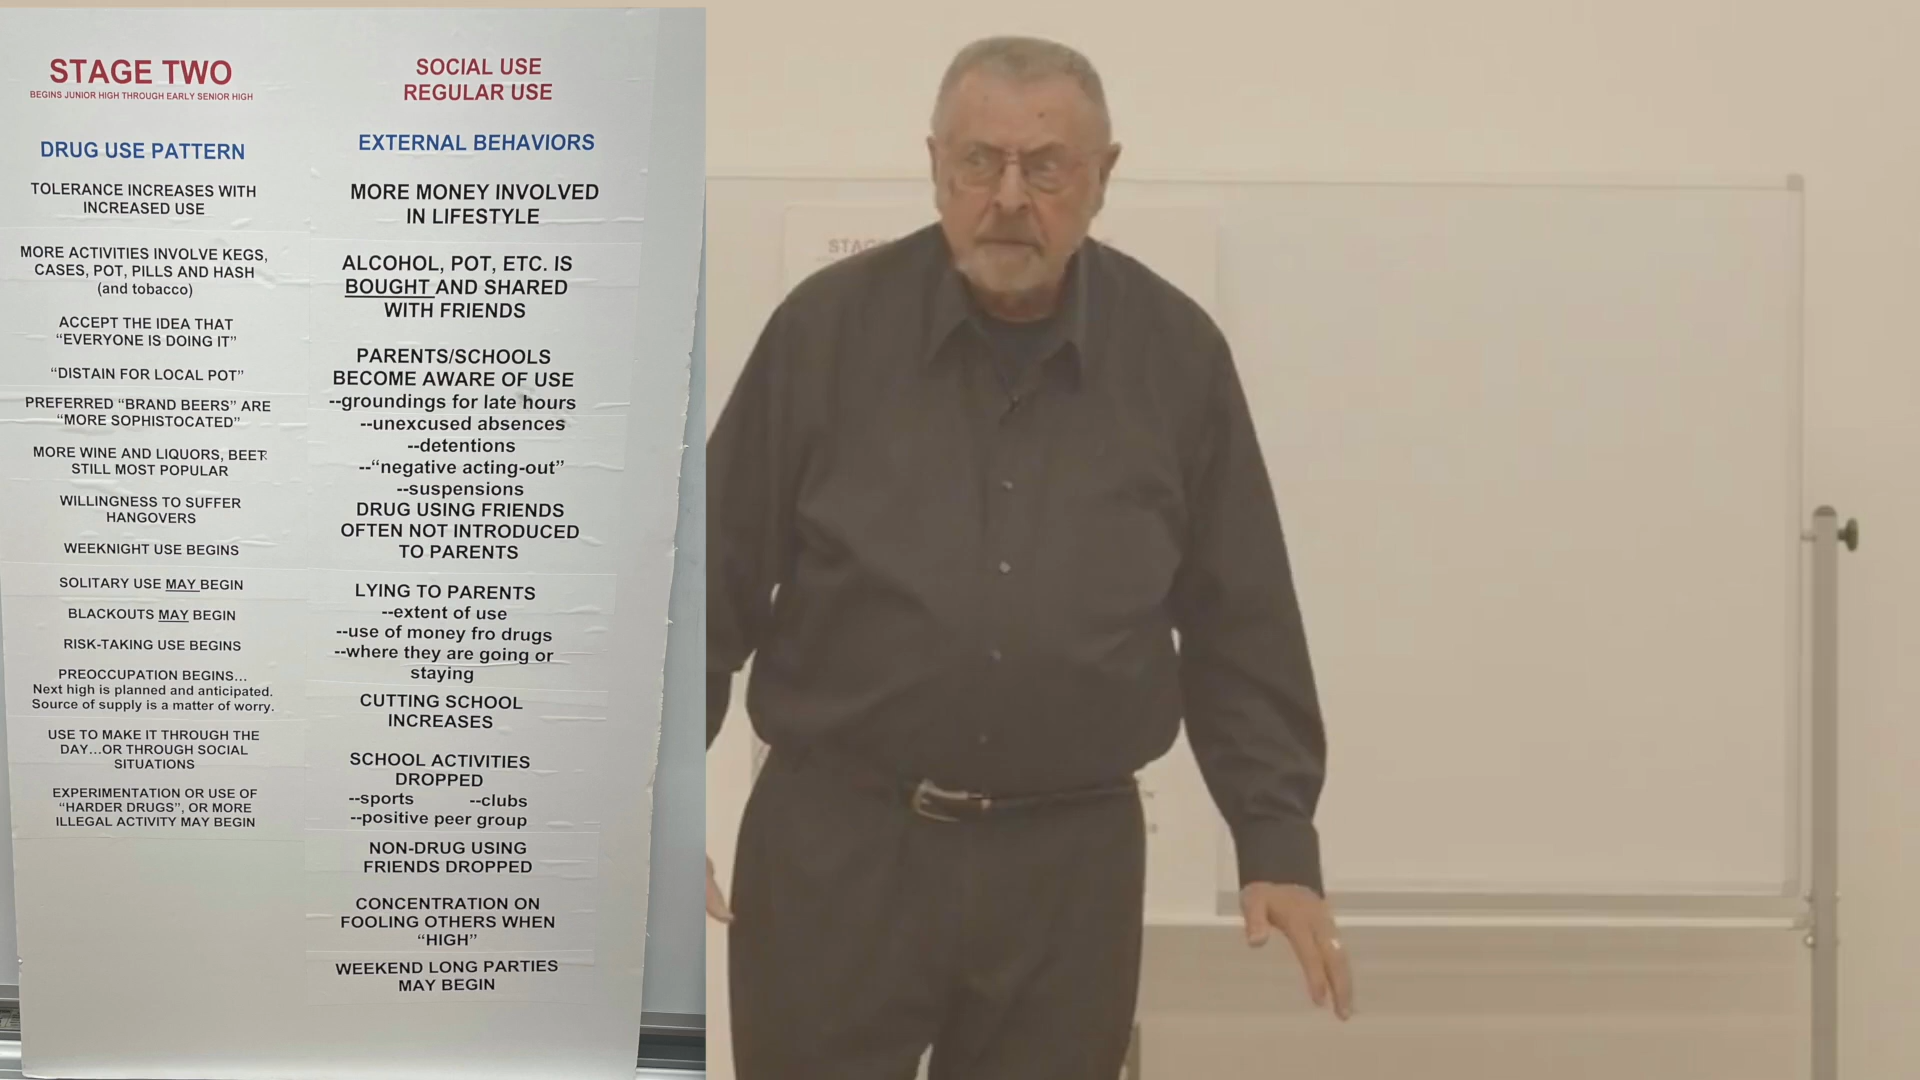 STAGE TWO
BEGINS JUNIOR HIGH THROUGH EARLY SENIOR HIGH
DRUG USE PATTERN
TOLERANCE INCREASES WITH
INCREASED USE
MORE ACTIVITIES INVOLVE KEGS,
CASES, POT, PILLS AND HASH
(and tobacco)
ACCEPT THE IDEA THAT
“EVERYONE IS DOING IT”
“DISTAIN FOR LOCAL POT”
PREFERRED “BRAND BEERS” ARE
“MORE SOPHISTOCATED”
MORE WINE AND LIQUORS, BEER
STILL MOST POPULAR
WILLINGNESS TO SUFFER
HANGOVERS
WEEKNIGHT USE BEGINS
SOLITARY USE MAY BEGIN
BLACKOUTS MAY BEGIN
RISK-TAKING USE BEGINS
PREOCCUPATION BEGINS...
Next high is planned and anticipated.
Source of supply is a matter of worry.
USE TO MAKE IT THROUGH THE
DAY...OR THROUGH SOCIAL
SITUATIONS
EXPERIMENTATION OR USE OF
“HARDER DRUGS”, OR MORE
ILLEGAL ACTIVITY MAY BEGIN
SOCIAL USE
REGULAR USE
EXTERNAL BEHAVIORS
MORE MONEY INVOLVED
IN LIFESTYLE
ALCOHOL, POT, ETC. IS
BOUGHT AND SHARED
WITH FRIENDS
PARENTS/SCHOOLS
BECOME AWARE OF USE
--groundings for late hours
--unexcused absences
--detentions
--“negative acting-out”
--suspensions
DRUG USING FRIENDS
OFTEN NOT INTRODUCED
TO PARENTS
LYING TO PARENTS
--extent of use
--use of money fro drugs
--where they are going or
staying
CUTTING SCHOOL
INCREASES
SCHOOL ACTIVITIES
DROPPED
--sports --clubs
--positive peer group
NON-DRUG USING
FRIENDS DROPPED
CONCENTRATION ON
FOOLING OTHERS WHEN
“HIGH”
WEEKEND LONG PARTIES
MAY BEGIN